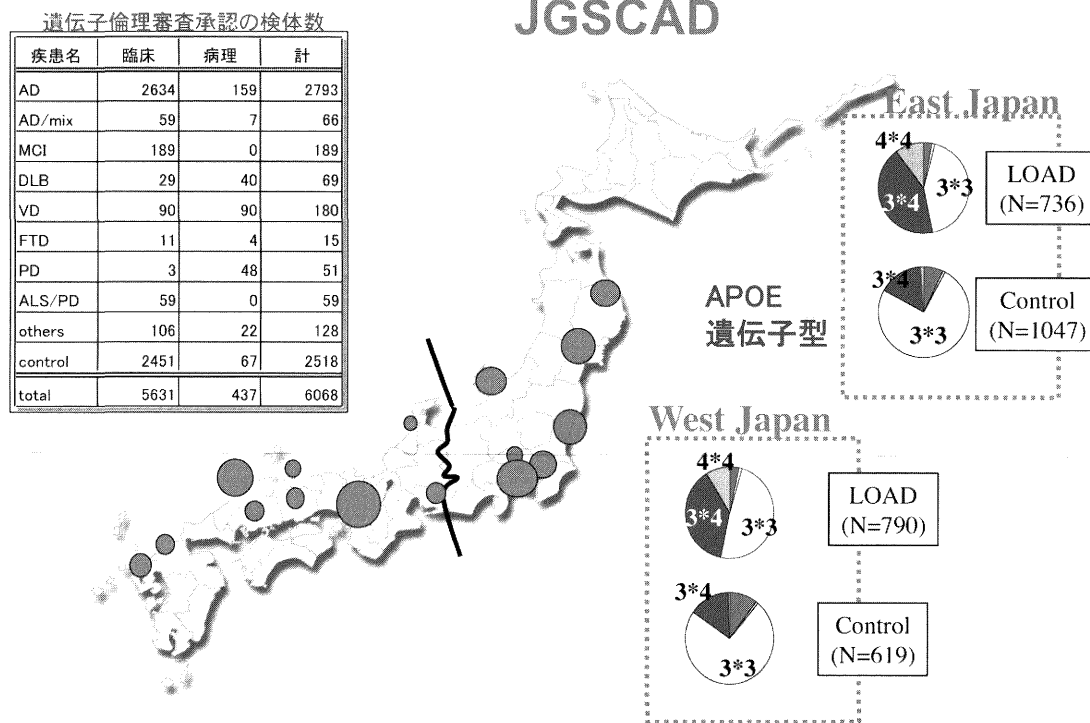 JGSCAD
遺伝子倫理審査承認の検体数
疾患名 臨床 病理 計
AD 2634 159 2793
AD/mix 59 7 66
MCI 189 0 189
DLB 29 40 69
VD 90 90 180
FTD 11 4 15
PD 3 48 51
ALS/PD 59 0 59
others 106 22 128
control 2451 67 2518
total 5631 437 6068
East Japan
4*4
3*3
3*4
LOAD
(N=736)
3*4
3*3
Control
(N=1047)
APOE
遺伝子型
West Japan
4*4
3*4
3*3
LOAD
(N=790)
3*4
3*3
Control
(N=619)